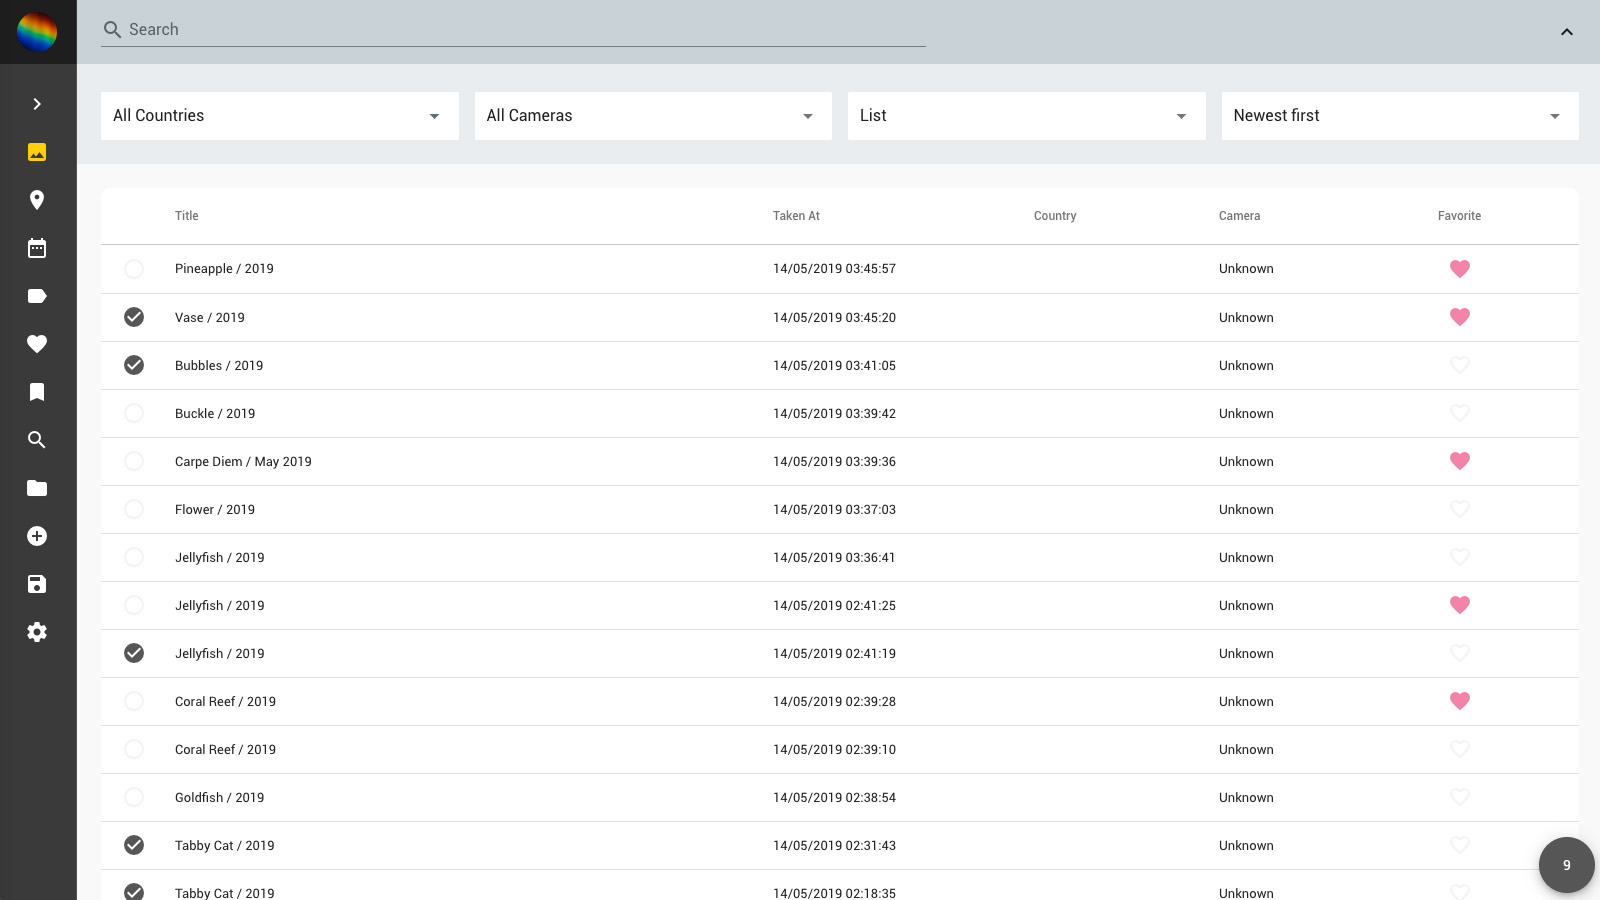 Search
All Countries All Cameras List Newest first
Title Taken At Country Camera Favorite
Pineapple / 2019 14/05/2019 03:45:57 Unknown
Vase / 2019 14/05/2019 03:45:20 Unknown
Bubbles / 2019 14/05/2019 03:41:05 Unknown
Buckle / 2019 14/05/2019 03:39:42 Unknown
Carpe Diem / May 2019 14/05/2019 03:39:36 Unknown
Flower / 2019 14/05/2019 03:37:03 Unknown
Jellyfish / 2019 14/05/2019 03:36:41 Unknown
Jellyfish / 2019 14/05/2019 02:41:25 Unknown
Jellyfish / 2019 14/05/2019 02:41:19 Unknown
Coral Reef / 2019 14/05/2019 02:39:28 Unknown
Coral Reef / 2019 14/05/2019 02:39:10 Unknown
Goldfish / 2019 14/05/2019 02:38:54 Unknown
Tabby Cat / 2019 14/05/2019 02:31:43 Unknown
Tabby Cat / 2019 14/05/2019 02:18:35 Unknown
9